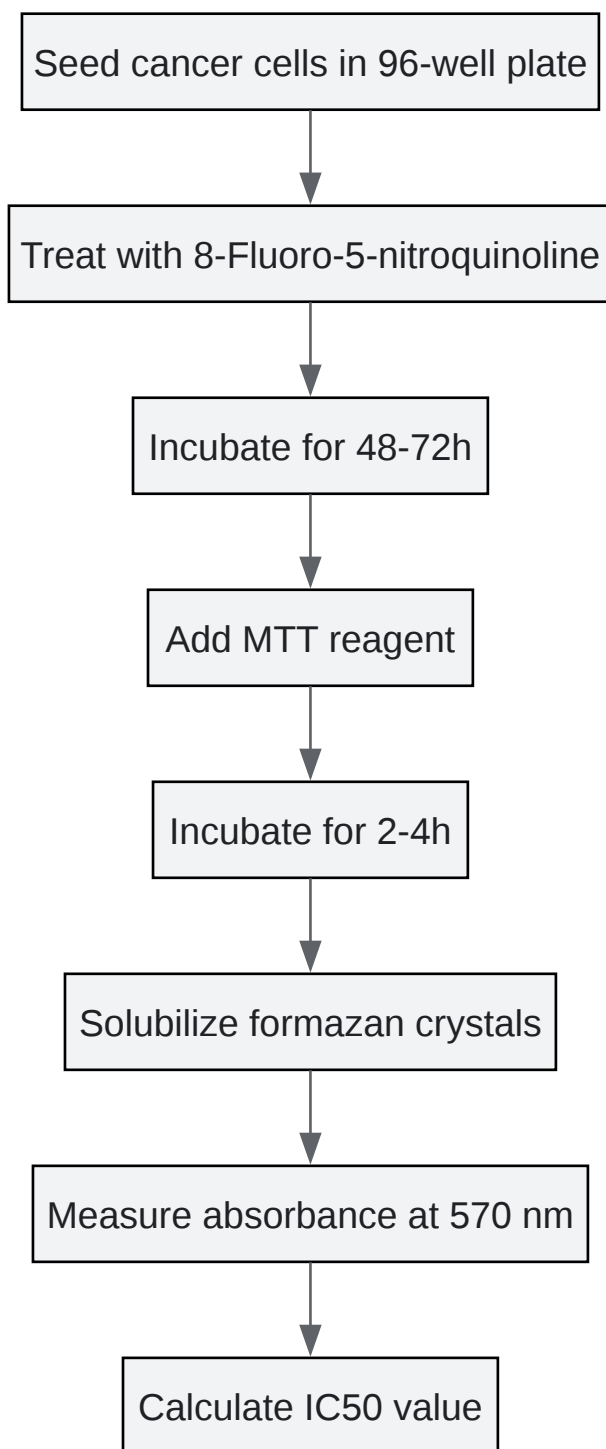 Seed cancer cells in 96-well plate
Treat with 8-Fluoro-5-nitroquinoline
Incubate for 48-72h
Add MTT reagent
Incubate for 2-4h
Solubilize formazan crystals
Measure absorbance at 570 nm
Calculate IC50 value